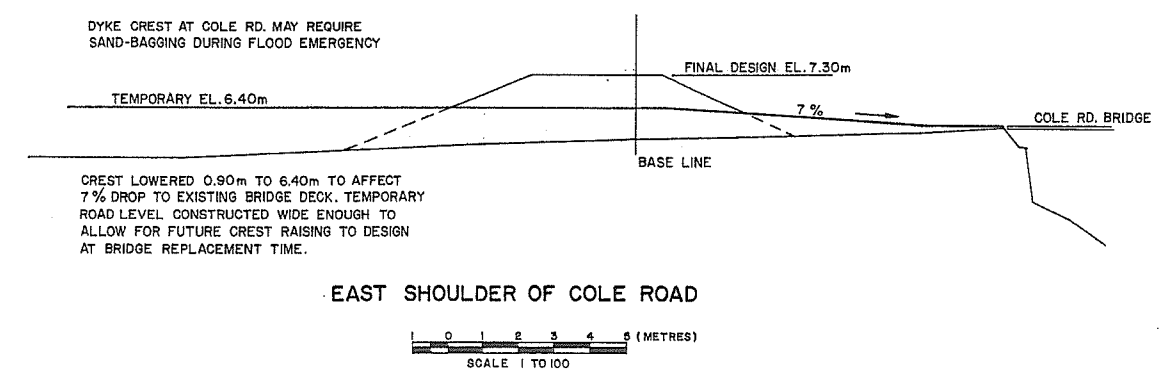 DYKE CREST AT COLE RD. MAY REQUIRE
SAND-BAGGING DURING FLOOD EMERGENCY
FINAL DESIGN EL. 7.30m
TEMPORARY EL. 6.40m
7 %
COLE RD. BRIDGE
BASE LINE
CREST LOWERED 0.90m TO 6.40m TO AFFECT
7 % DROP TO EXISTING BRIDGE DECK. TEMPORARY
ROAD LEVEL CONSTRUCTED WIDE ENOUGH TO
ALLOW FOR FUTURE CREST RAISING TO DESIGN
AT BRIDGE REPLACEMENT TIME.
EAST SHOULDER OF COLE ROAD
1 0 1 2 3 4 5 (METRES)
SCALE 1 TO 100